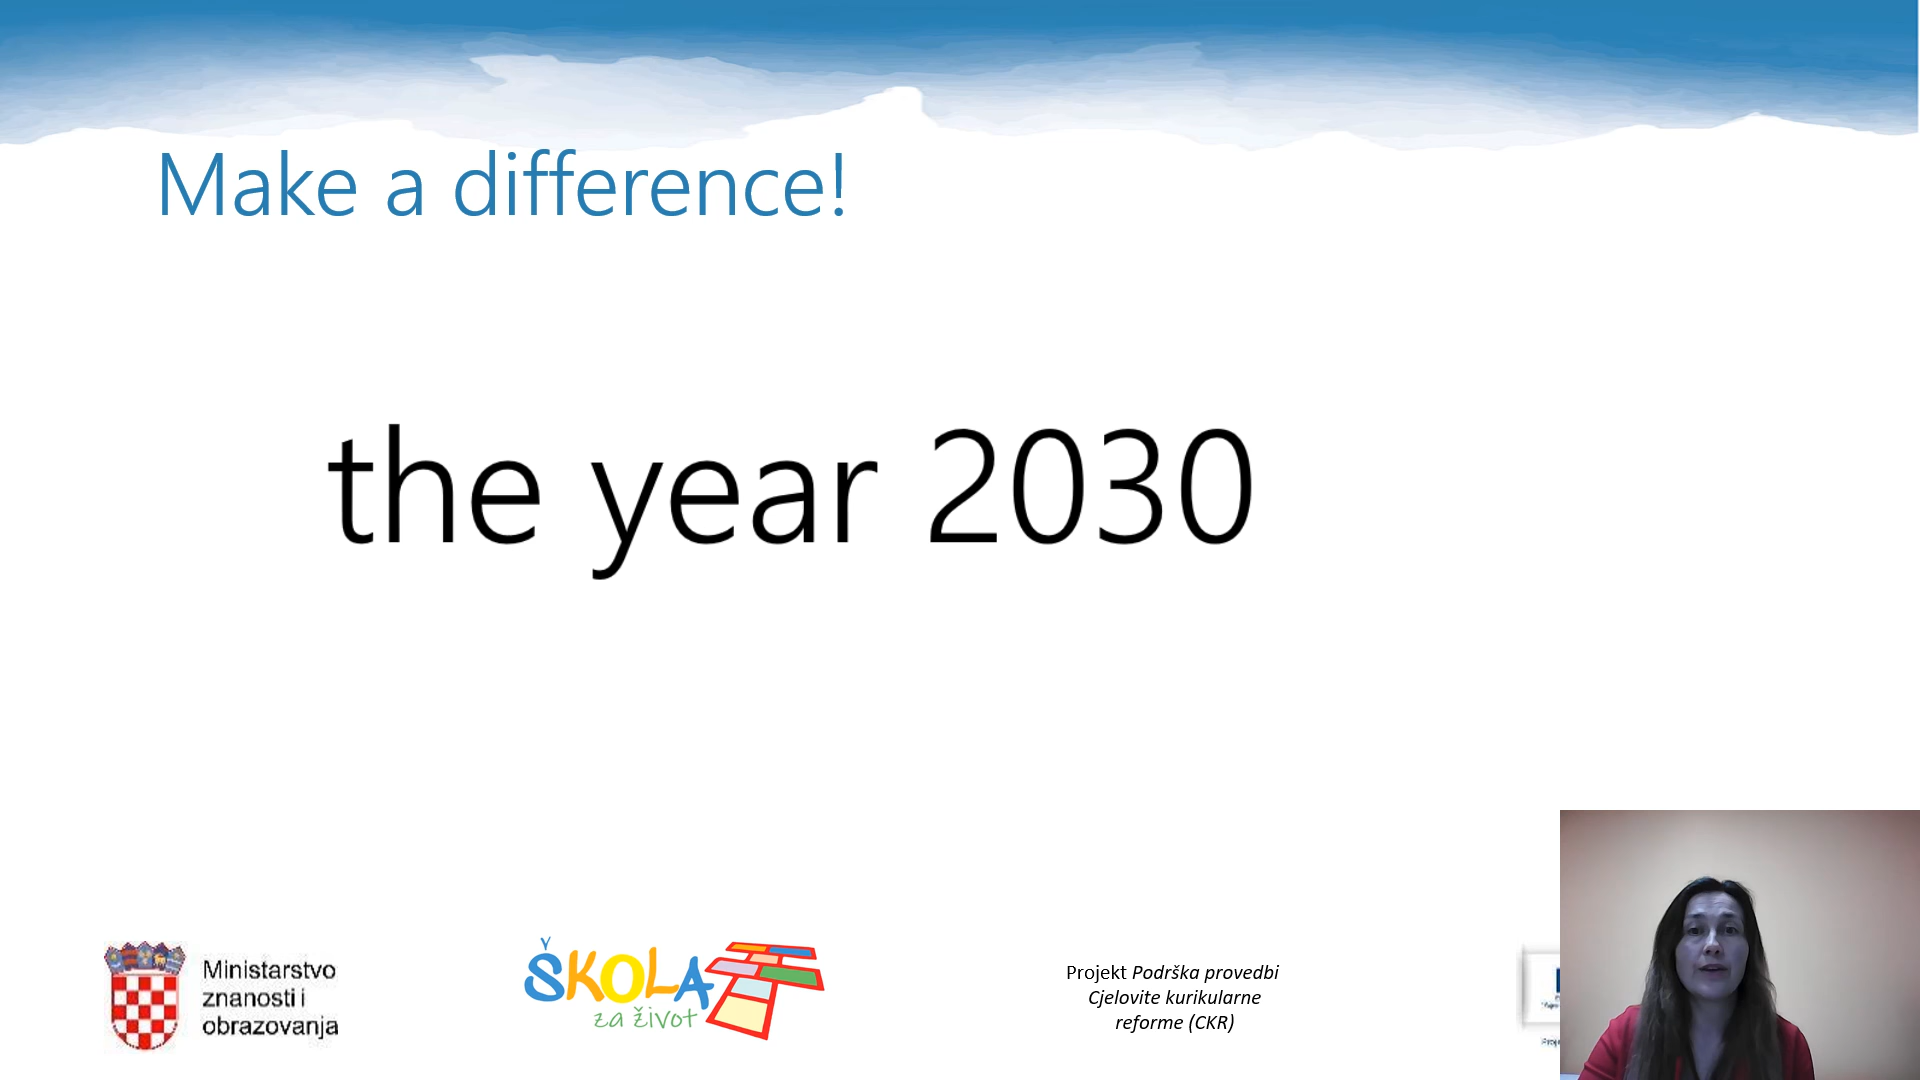 Make a difference!
the year 2030
Ministarstvo
znanosti i
obrazovanja
ŠKOLA
za život
Projekt Podrška provedbi
Cjelovite kurikularne
reforme (CKR)